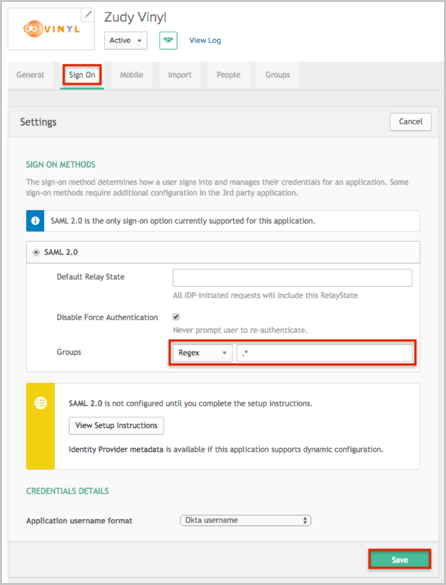 VINYL
Zudy Vinyl
Active
View Log
General
Sign On
Mobile
Import
People
Groups
Settings
Cancel
SIGN ON METHODS
The sign-on method determines how a user signs into and manages their credentials for an application. Some
sign-on methods require additional configuration in the 3rd party application.
SAML 2.0 is the only sign-on option currently supported for this application.
SAML 2.0
Default Relay State
All IDP-initiated requests will include this RelayState
Disable Force Authentication
Never prompt user to re-authenticate.
Groups
Regex
.*
SAML 2.0 is not configured until you complete the setup instructions.
View Setup Instructions
Identity Provider metadata is available if this application supports dynamic configuration.
CREDENTIALS DETAILS
Application username format
Okta username
Save